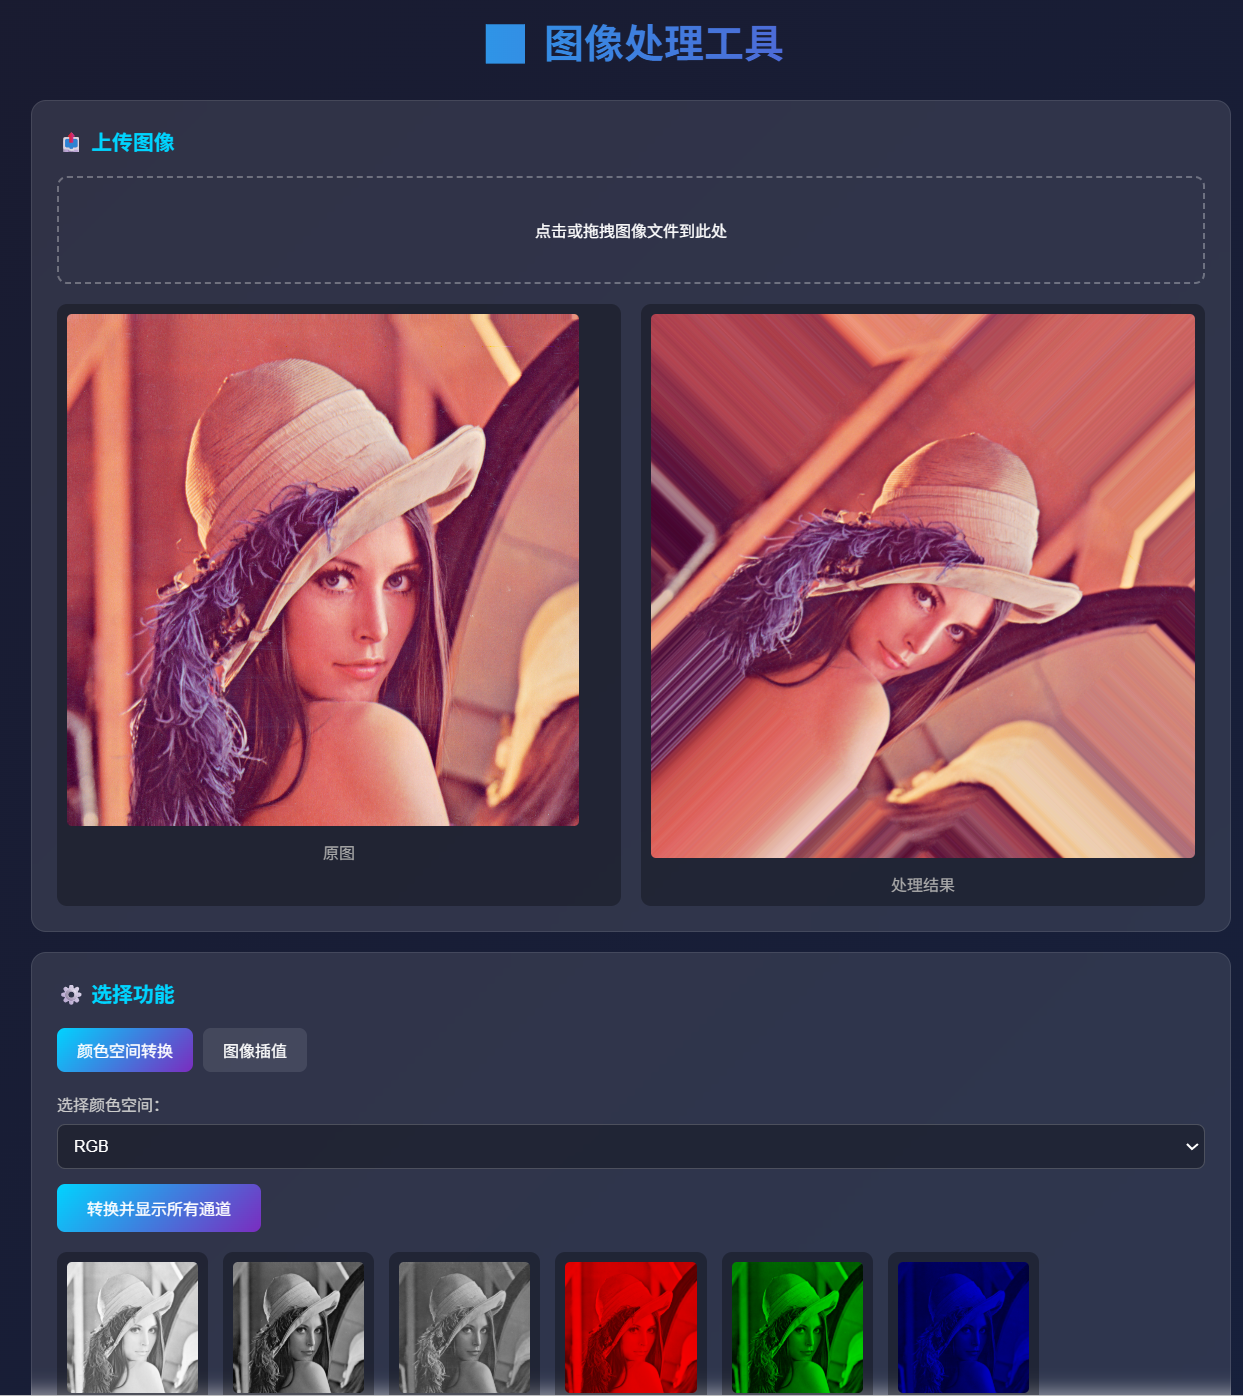 图像处理工具
上传图像
点击或拖拽图像文件到此处
原图
处理结果
选择功能
颜色空间转换
图像插值
选择颜色空间：
RGB
转换并显示所有通道